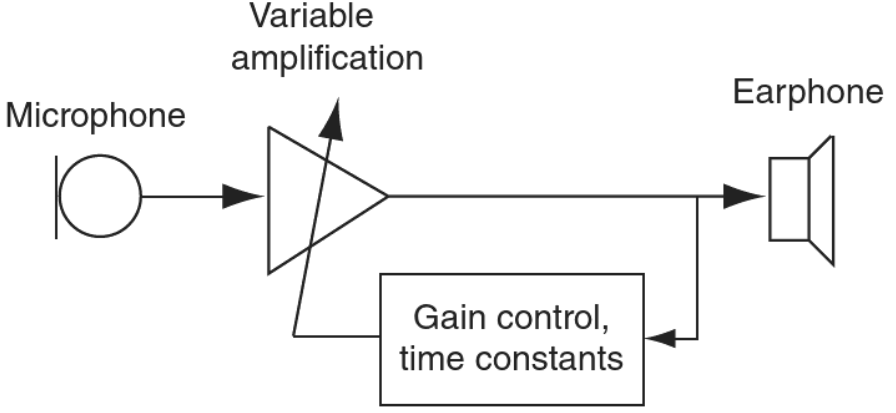 Variable
amplification
Microphone
Earphone
Gain control,
time constants